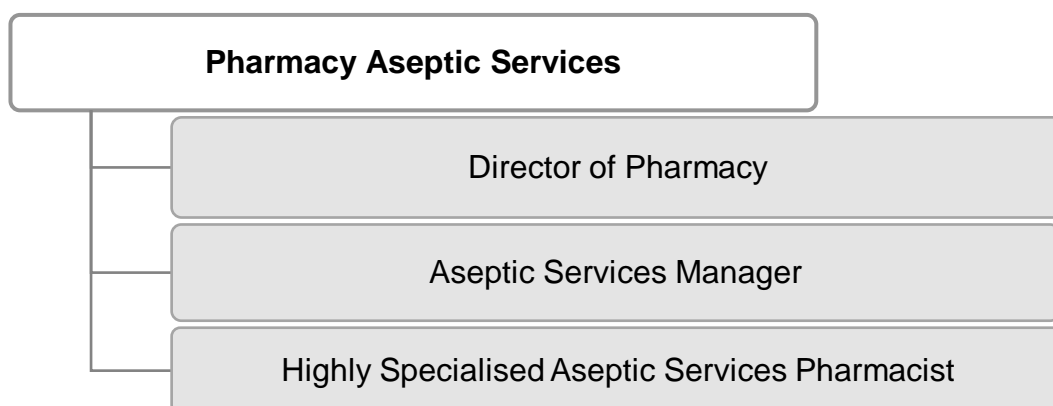 Pharmacy Aseptic Services
Director of Pharmacy
Aseptic Services Manager
Highly Specialised Aseptic Services Pharmacist